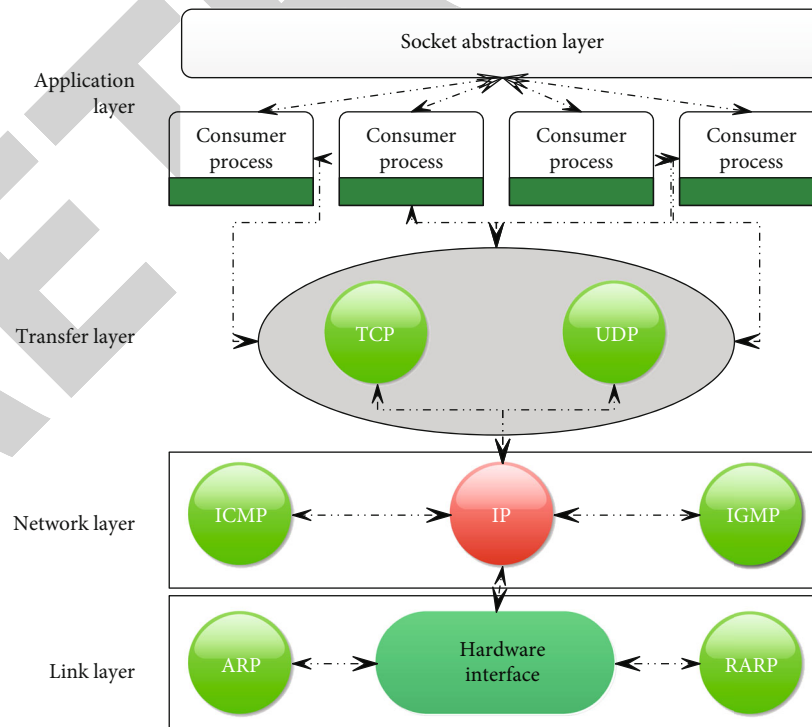 Socket abstraction layer
Application
layer
Consumer
process
Consumer
process
Consumer
process
Consumer
process
Transfer layer
TCP
UDP
Network layer
ICMP
IP
IGMP
Link layer
ARP
Hardware
interface
RARP